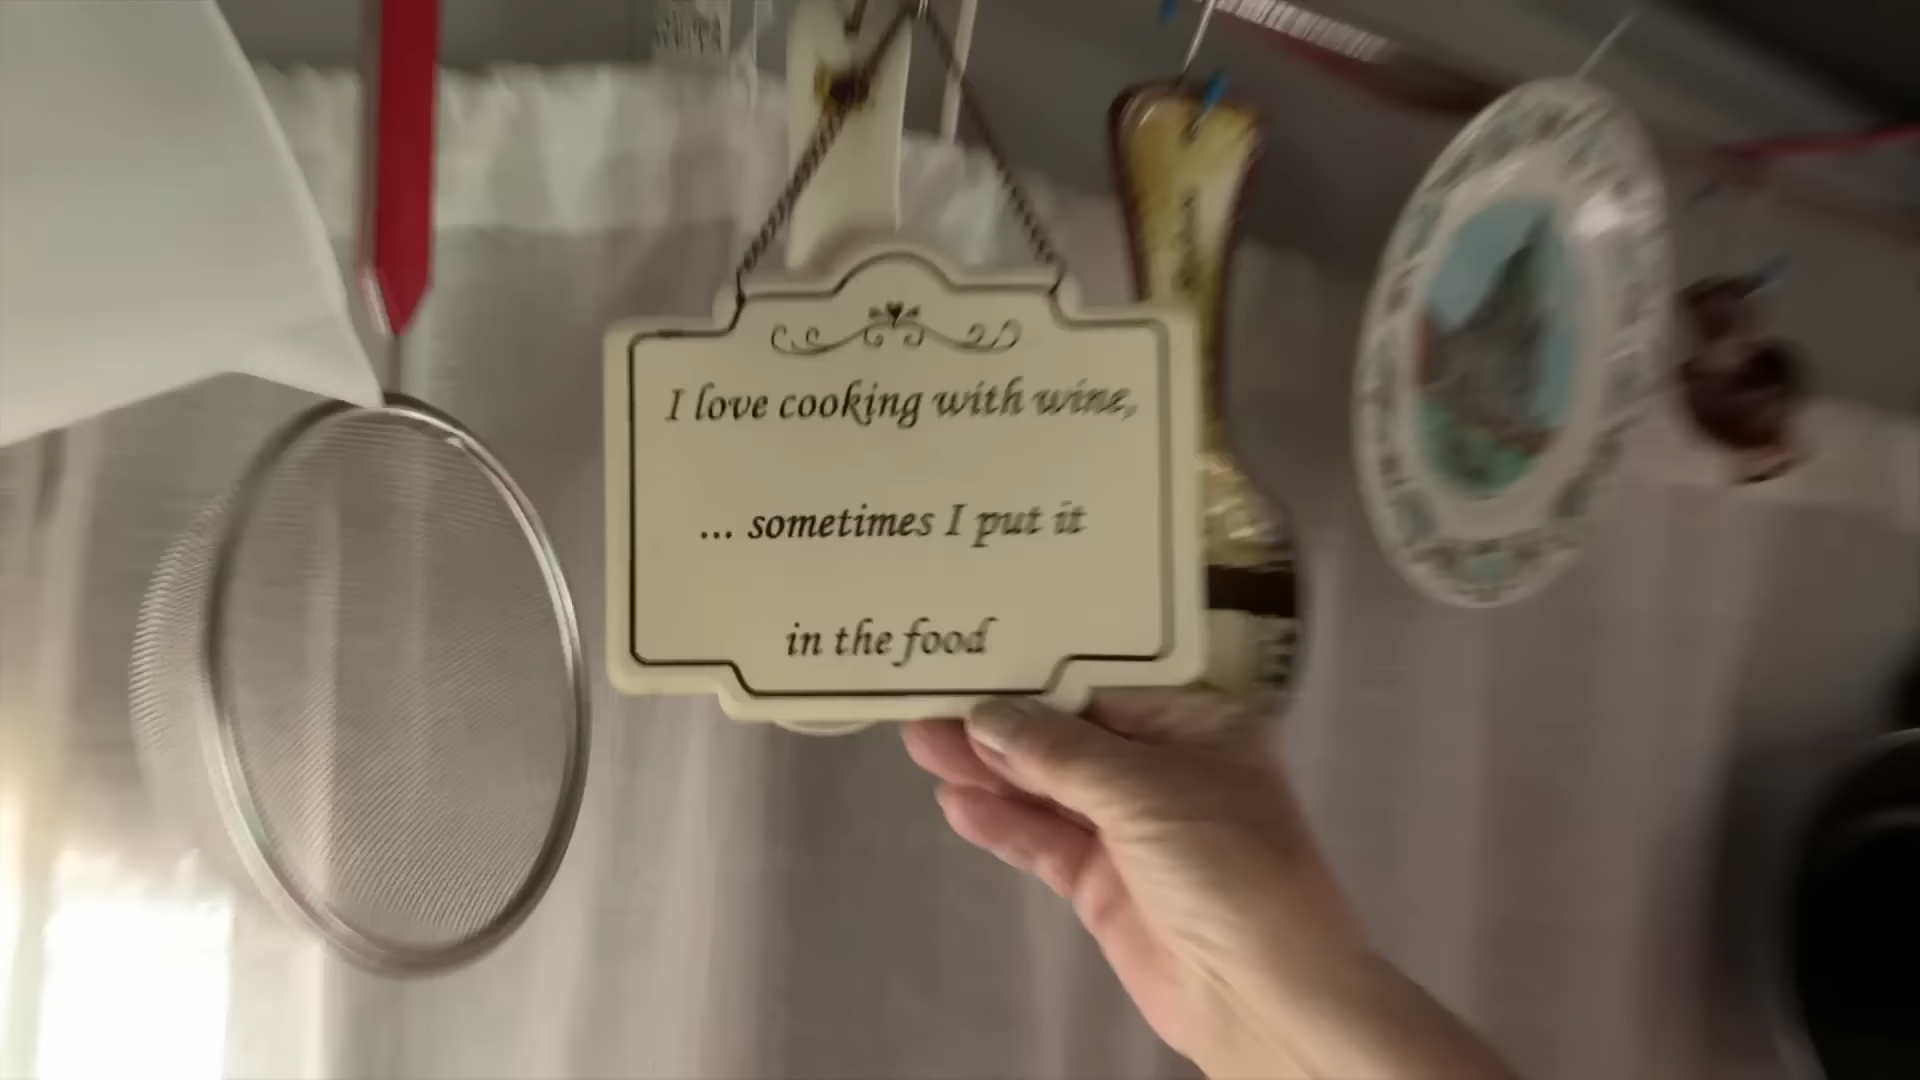 I love cooking with wine,
... sometimes I put it
in the food